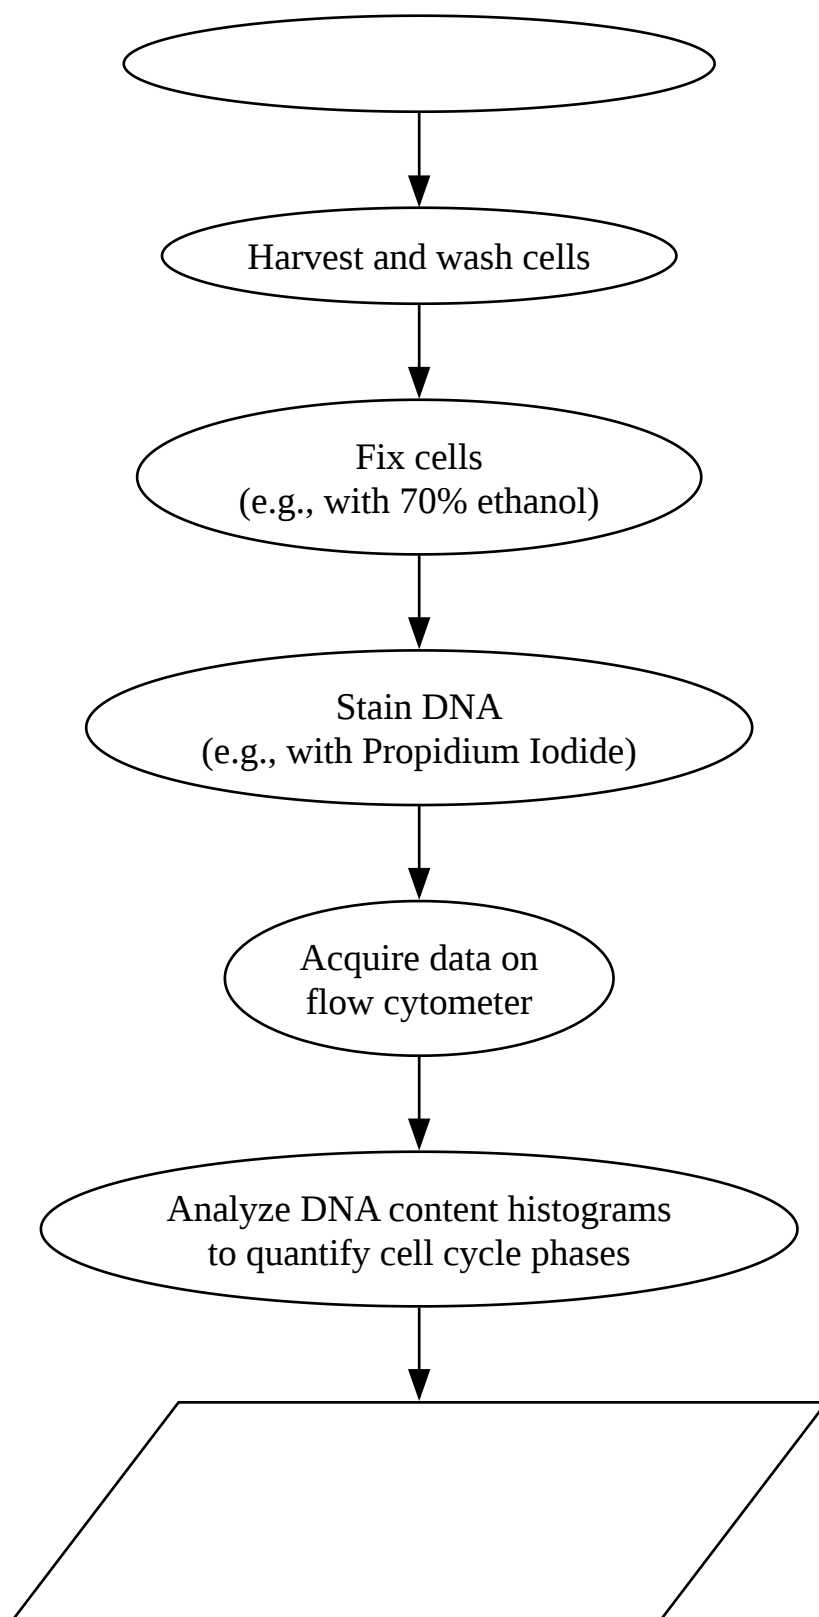 Harvest and wash cells
Fix cells
(e.g., with 70% ethanol)
Stain DNA
(e.g., with Propidium Iodide)
Acquire data on
flow cytometer
Analyze DNA content histograms
to quantify cell cycle phases